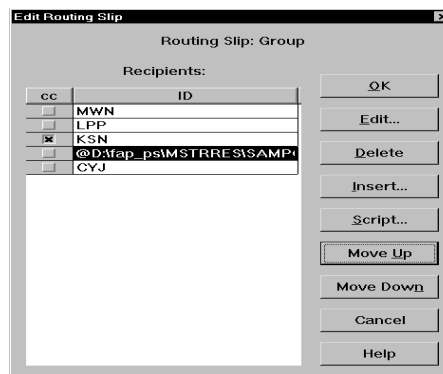 Edit Routing Slip
Routing Slip: Group
Recipients:
cc ID
MWN
LPP
KSN
@D:\fap_ps\MSTRRES\SAMP
CYJ
OK
Edit...
Delete
Insert...
Script...
Move Up
Move Down
Cancel
Help